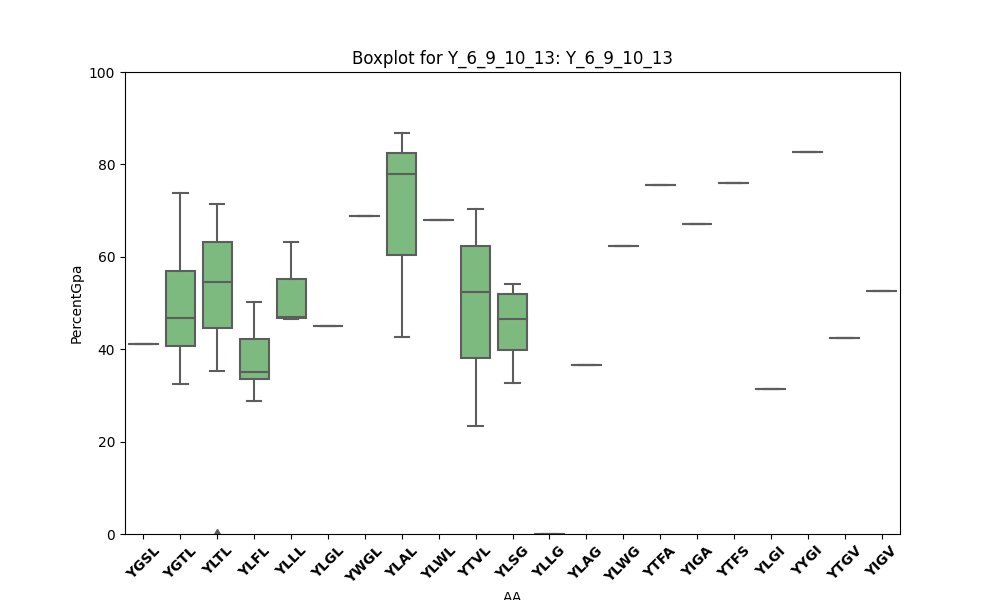 Boxplot for Y_6_9_10_13: Y_6_9_10_13
100
80
60
40
20
0
PercentGpa
YGSL YGTL YLTL YLFL YLLL YLGL YWGL YLAL YLWL YTVL YLSG YLLG YLAG YLWG YTFA YIGA YTFS YLGI YYGI YTGV YIGV
AA